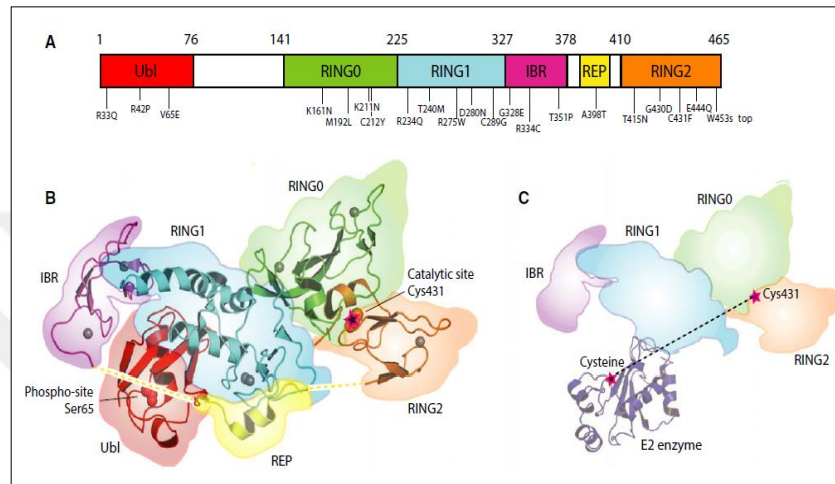 A
1 76 141 225 327 378 410 465
Ubl RING0 RING1 IBR REP RING2
R33Q R42P V65E K161N M192L K211N C212Y R234Q T240M R275W D280N C289G G328E R334C T351P A398T T415N G430D C431F E444Q W453s top
B
RING0
RING1
IBR
Catalytic site
Cys431
Phospho-site
Ser65
Ubl
REP
RING2
C
RING0
RING1
IBR
Cys431
Cysteine
RING2
E2 enzyme